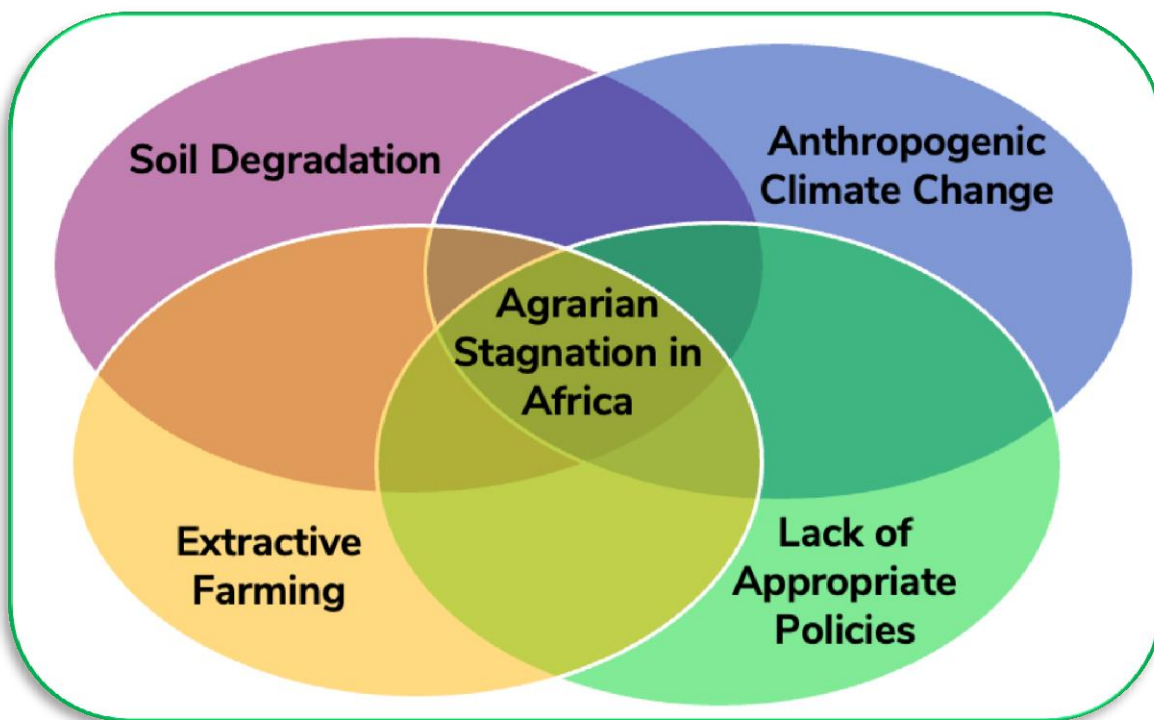 Soil Degradation
Anthropogenic
Climate Change
Agrarian
Stagnation in
Africa
Extractive
Farming
Lack of
Appropriate
Policies